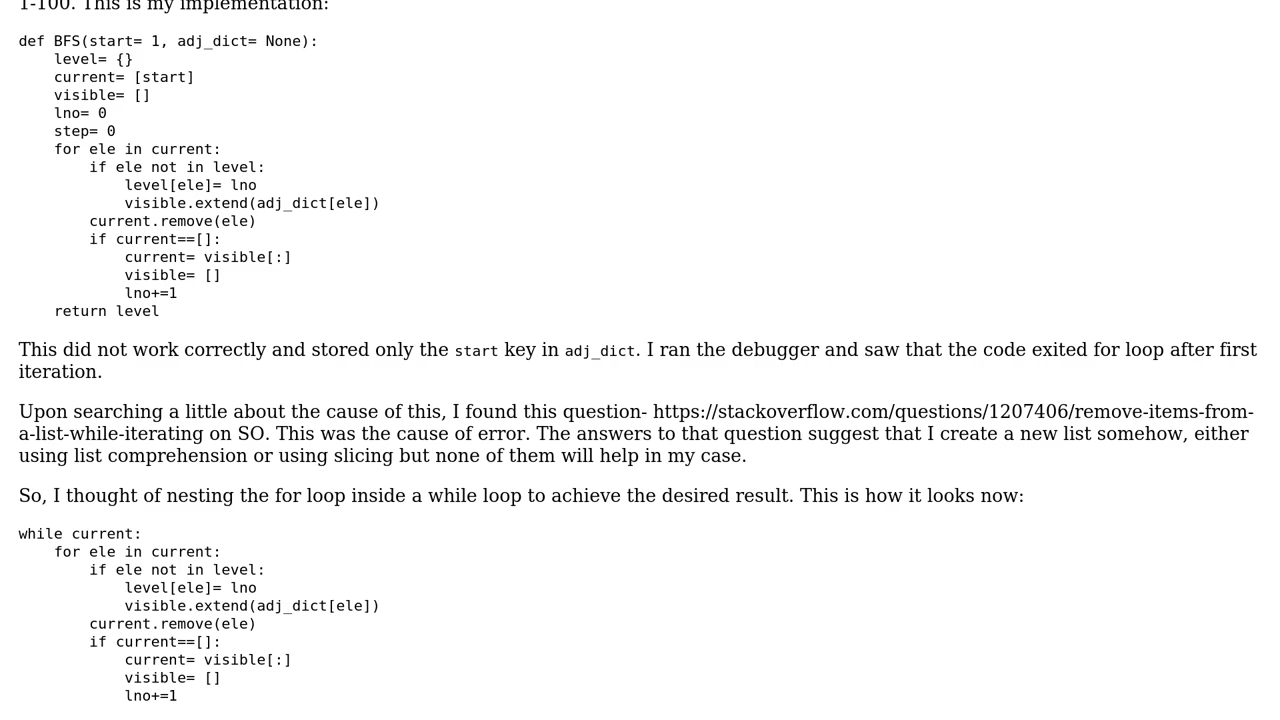 1-100. This is my implementation:
def BFS(start= 1, adj_dict= None):
    level= {}
    current= [start]
    visible= []
    lno= 0
    step= 0
    for ele in current:
        if ele not in level:
            level[ele]= lno
            visible.extend(adj_dict[ele])
        current.remove(ele)
        if current==[]:
            current= visible[:]
            visible= []
            lno+=1
    return level
This did not work correctly and stored only the start key in adj_dict. I ran the debugger and saw that the code exited for loop after first
iteration.
Upon searching a little about the cause of this, I found this question- https://stackoverflow.com/questions/1207406/remove-items-from-
a-list-while-iterating on SO. This was the cause of error. The answers to that question suggest that I create a new list somehow, either
using list comprehension or using slicing but none of them will help in my case.
So, I thought of nesting the for loop inside a while loop to achieve the desired result. This is how it looks now:
while current:
    for ele in current:
        if ele not in level:
            level[ele]= lno
            visible.extend(adj_dict[ele])
        current.remove(ele)
        if current==[]:
            current= visible[:]
            visible= []
            lno+=1